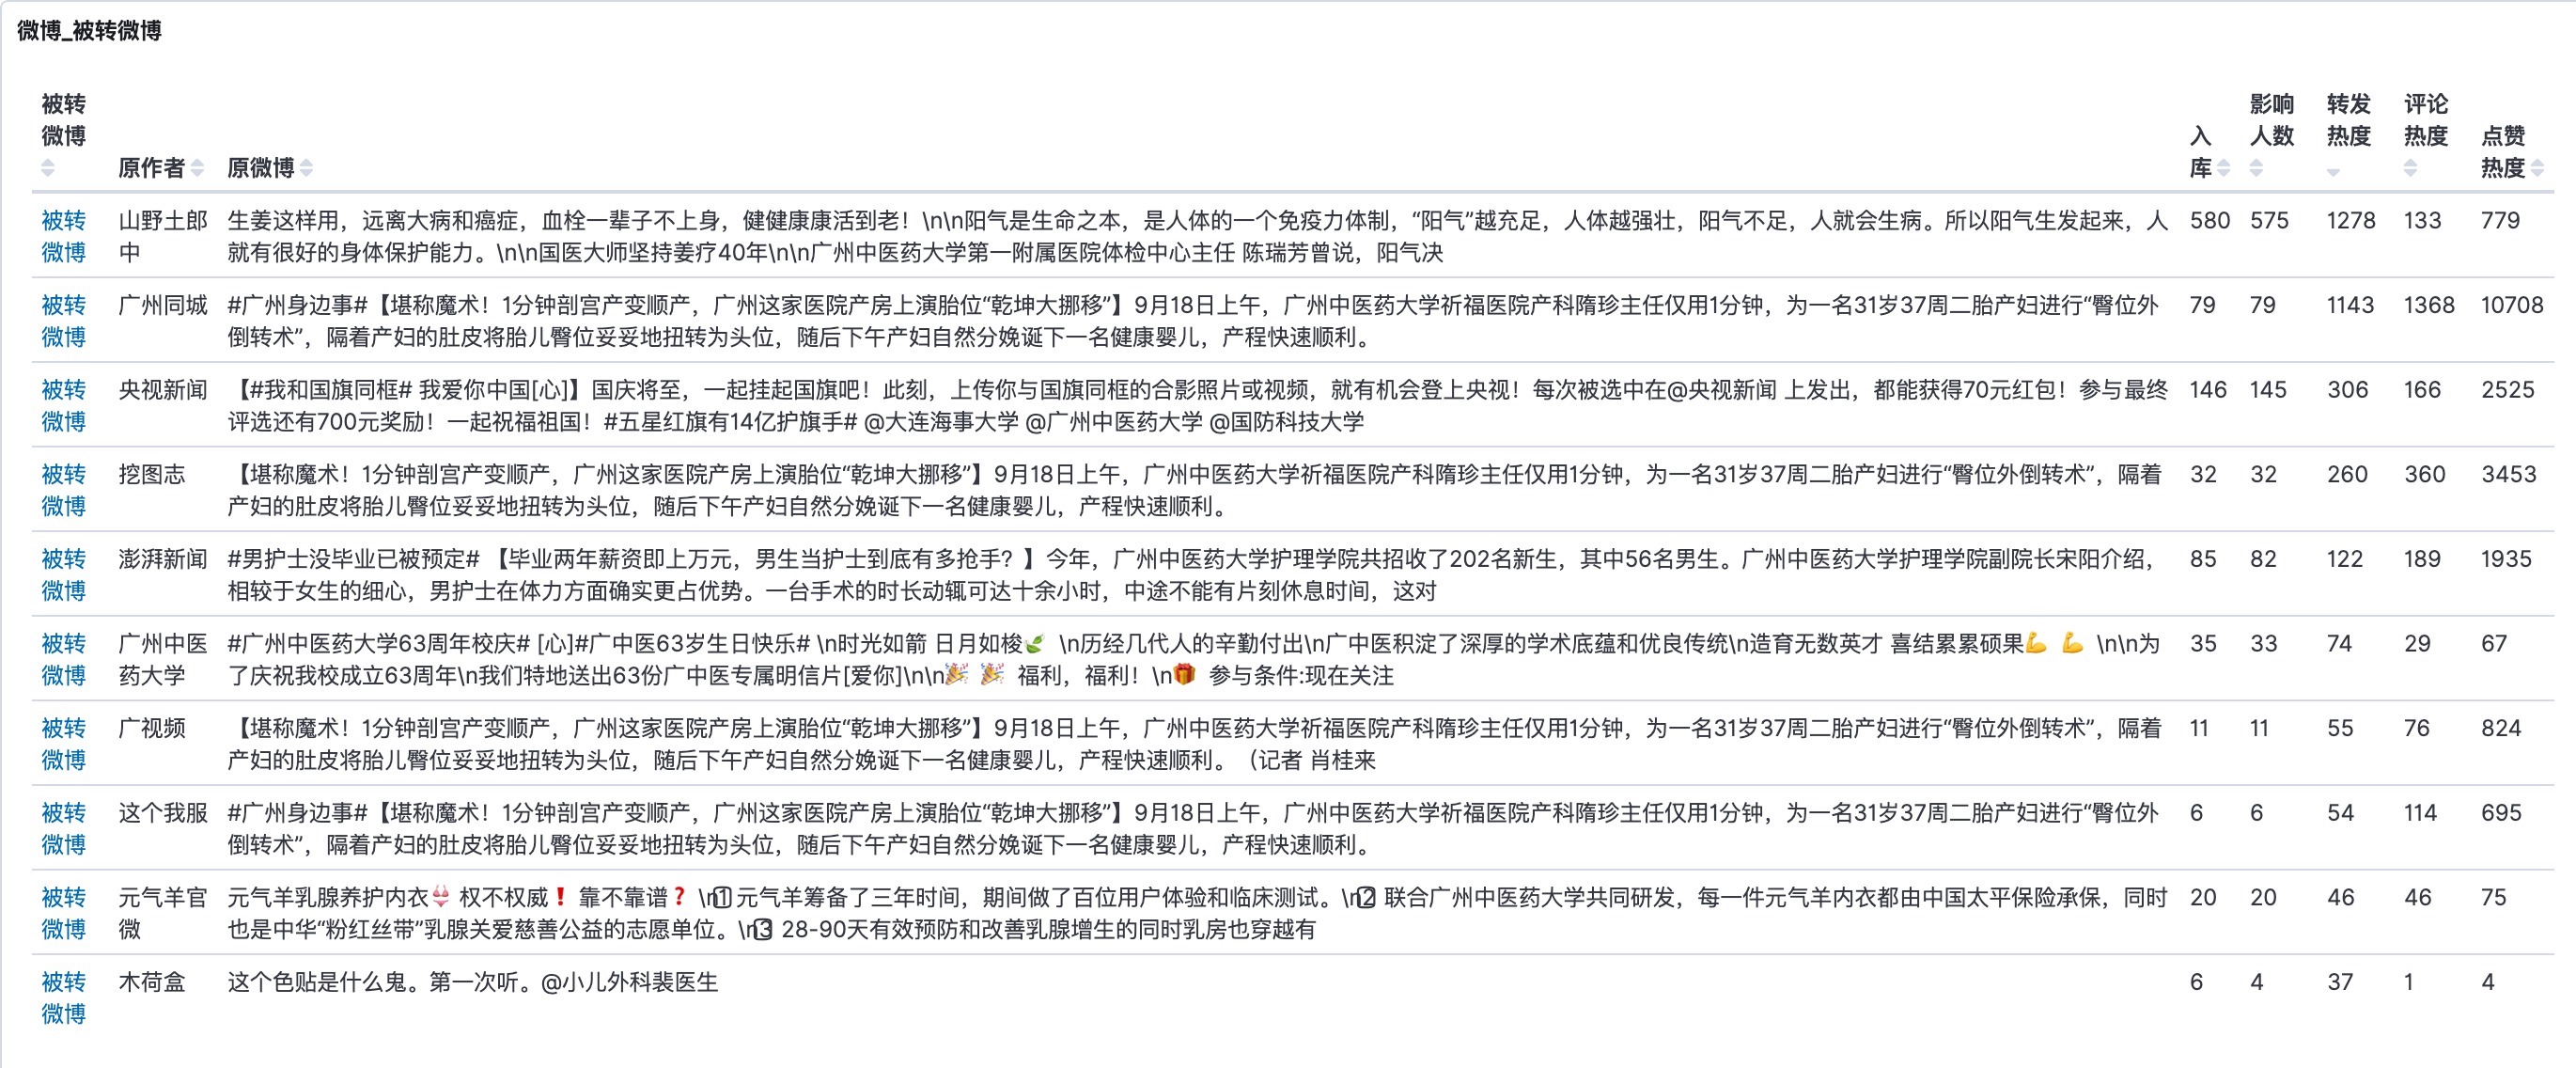 微博_被转微博
被转
微博
原作者
原微博
入
库
影响
人数
转发
热度
评论
热度
点赞
热度
被转
微博
山野土郎
中
生姜这样用，远离大病和癌症，血栓一辈子不上身，健健康康活到老！\n\n阳气是生命之本，是人体的一个免疫力体制，“阳气”越充足，人体越强壮，阳气不足，人就会生病。所以阳气生发起来，人
就有很好的身体保护能力。\n\n国医大师坚持姜疗40年\n\n广州中医药大学第一附属医院体检中心主任 陈瑞芳曾说，阳气决
580
575
1278
133
779
被转
微博
广州同城
#广州身边事#【堪称魔术！1分钟剖宫产变顺产，广州这家医院产房上演胎位“乾坤大挪移”】9月18日上午，广州中医药大学祈福医院产科隋珍主任仅用1分钟，为一名31岁37周二胎产妇进行“臀位外
倒转术”，隔着产妇的肚皮将胎儿臀位妥妥地扭转为头位，随后下午产妇自然分娩诞下一名健康婴儿，产程快速顺利。
79
79
1143
1368
10708
被转
微博
央视新闻
【#我和国旗同框# 我爱你中国[心]】国庆将至，一起挂起国旗吧！此刻，上传你与国旗同框的合影照片或视频，就有机会登上央视！每次被选中在@央视新闻 上发出，都能获得70元红包！参与最终
评选还有700元奖励！一起祝福祖国！#五星红旗有14亿护旗手# @大连海事大学 @广州中医药大学 @国防科技大学
146
145
306
166
2525
被转
微博
挖图志
【堪称魔术！1分钟剖宫产变顺产，广州这家医院产房上演胎位“乾坤大挪移”】9月18日上午，广州中医药大学祈福医院产科隋珍主任仅用1分钟，为一名31岁37周二胎产妇进行“臀位外倒转术”，隔着
产妇的肚皮将胎儿臀位妥妥地扭转为头位，随后下午产妇自然分娩诞下一名健康婴儿，产程快速顺利。
32
32
260
360
3453
被转
微博
澎湃新闻
#男护士没毕业已被预定# 【毕业两年薪资即上万元，男生当护士到底有多抢手？】今年，广州中医药大学护理学院共招收了202名新生，其中56名男生。广州中医药大学护理学院副院长宋阳介绍，
相较于女生的细心，男护士在体力方面确实更占优势。一台手术的时长动辄可达十余小时，中途不能有片刻休息时间，这对
85
82
122
189
1935
被转
微博
广州中医
药大学
#广州中医药大学63周年校庆# [心]#广中医63岁生日快乐# \n时光如箭 日月如梭🍃 \n历经几代人的辛勤付出\n广中医积淀了深厚的学术底蕴和优良传统\n造育无数英才 喜结累累硕果💪 💪 \n\n为
了庆祝我校成立63周年\n我们特地送出63份广中医专属明信片[爱你]\n\n🎉 🎉 福利，福利！\n🎁 参与条件:现在关注
35
33
74
29
67
被转
微博
广视频
【堪称魔术！1分钟剖宫产变顺产，广州这家医院产房上演胎位“乾坤大挪移”】9月18日上午，广州中医药大学祈福医院产科隋珍主任仅用1分钟，为一名31岁37周二胎产妇进行“臀位外倒转术”，隔着
产妇的肚皮将胎儿臀位妥妥地扭转为头位，随后下午产妇自然分娩诞下一名健康婴儿，产程快速顺利。（记者 肖桂来
11
11
55
76
824
被转
微博
这个我服
#广州身边事#【堪称魔术！1分钟剖宫产变顺产，广州这家医院产房上演胎位“乾坤大挪移”】9月18日上午，广州中医药大学祈福医院产科隋珍主任仅用1分钟，为一名31岁37周二胎产妇进行“臀位外
倒转术”，隔着产妇的肚皮将胎儿臀位妥妥地扭转为头位，随后下午产妇自然分娩诞下一名健康婴儿，产程快速顺利。
6
6
54
114
695
被转
微博
元气羊官
微
元气羊乳腺养护内衣👙 权不权威❗ 靠不靠谱❓ \n1⃣ 元气羊筹备了三年时间，期间做了百位用户体验和临床测试。\n2⃣ 联合广州中医药大学共同研发，每一件元气羊内衣都由中国太平保险承保，同时
也是中华“粉红丝带”乳腺关爱慈善公益的志愿单位。\n3⃣ 28-90天有效预防和改善乳腺增生的同时乳房也穿越有
20
20
46
46
75
被转
微博
木荷盒
这个色贴是什么鬼。第一次听。@小儿外科裴医生
6
4
37
1
4